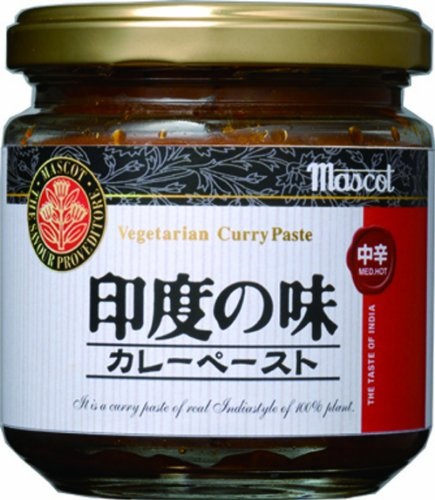 mascot
MASCOT
THE SAVOUR PROVEDITORE
Vegetarian Curry Paste
中辛
MED.HOT
印度の味
カレーペースト
THE TASTE OF INDIA
It is a curry paste of real Indiastyle of 100% plant.